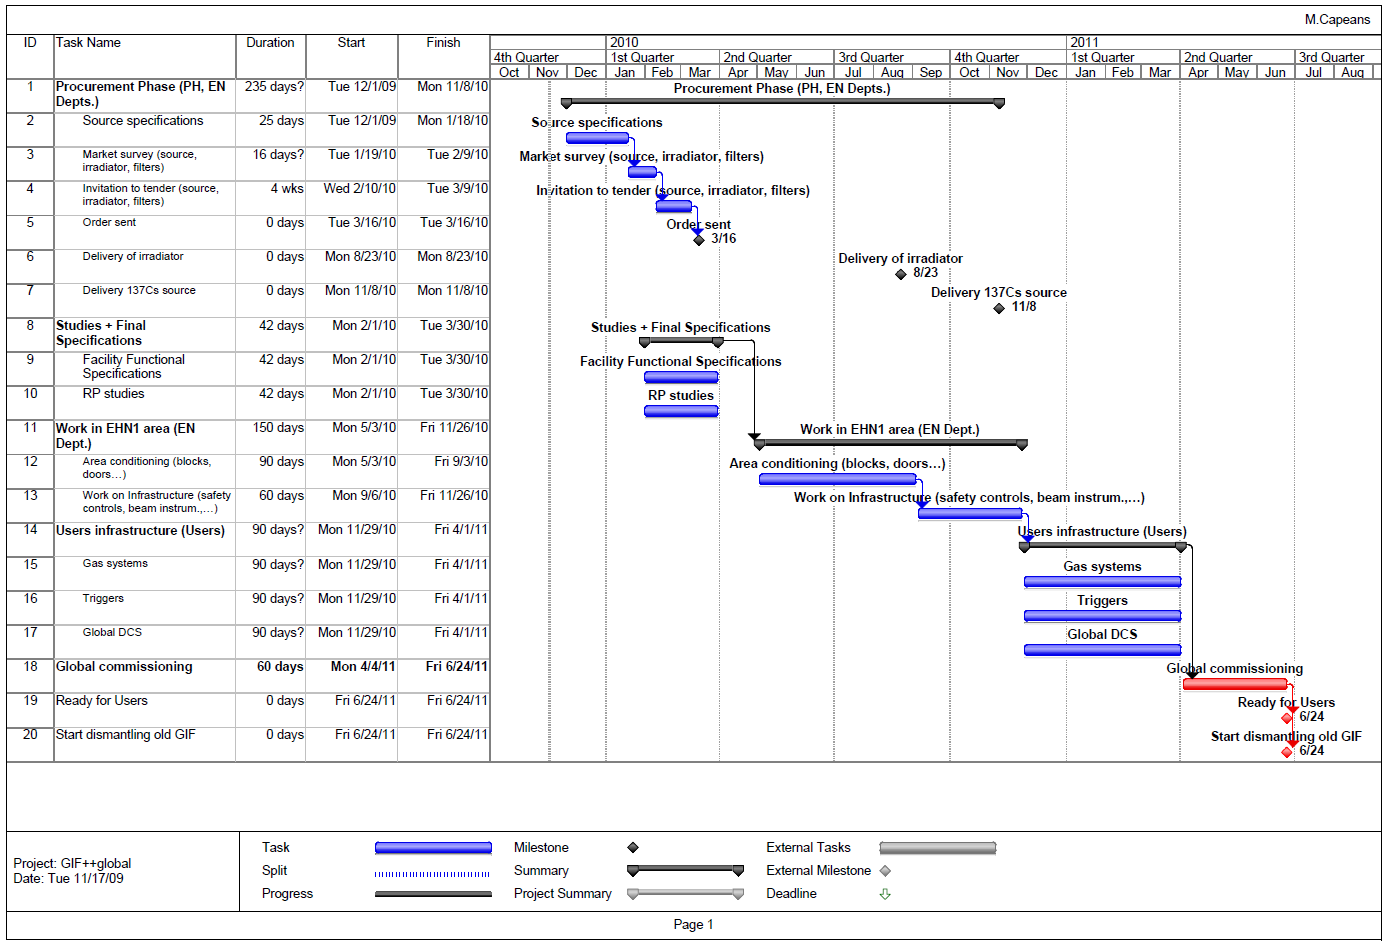 M.Capeans
ID Task Name Duration Start Finish
2010 2011
4th Quarter 1st Quarter 2nd Quarter 3rd Quarter 4th Quarter 1st Quarter 2nd Quarter 3rd Quarter
Oct Nov Dec Jan Feb Mar Apr May Jun Jul Aug Sep Oct Nov Dec Jan Feb Mar Apr May Jun Jul Aug
1 Procurement Phase (PH, EN 235 days? Tue 12/1/09 Mon 11/8/10 Procurement Phase (PH, EN Depts.)
Depts.)
2 Source specifications 25 days Tue 12/1/09 Mon 1/18/10 Source specifications
3 Market survey (source, 16 days? Tue 1/19/10 Tue 2/9/10 Market survey (source, irradiator, filters)
irradiator, filters)
4 Invitation to tender (source, 4 wks Wed 2/10/10 Tue 3/9/10 Invitation to tender (source, irradiator, filters)
irradiator, filters)
5 Order sent 0 days Tue 3/16/10 Tue 3/16/10 Order sent
3/16
6 Delivery of irradiator 0 days Mon 8/23/10 Mon 8/23/10 Delivery of irradiator
8/23
7 Delivery 137Cs source 0 days Mon 11/8/10 Mon 11/8/10 Delivery 137Cs source
11/8
8 Studies + Final 42 days Mon 2/1/10 Tue 3/30/10 Studies + Final Specifications
Specifications
9 Facility Functional 42 days Mon 2/1/10 Tue 3/30/10 Facility Functional Specifications
Specifications
10 RP studies 42 days Mon 2/1/10 Tue 3/30/10 RP studies
11 Work in EHN1 area (EN 150 days Mon 5/3/10 Fri 11/26/10 Work in EHN1 area (EN Dept.)
Dept.)
12 Area conditioning (blocks, 90 days Mon 5/3/10 Fri 9/3/10 Area conditioning (blocks, doors...)
doors...)
13 Work on Infrastructure (safety 60 days Mon 9/6/10 Fri 11/26/10 Work on Infrastructure (safety controls, beam instrum.,...)
controls, beam instrum.,...)
14 Users infrastructure (Users) 90 days? Mon 11/29/10 Fri 4/1/11 Users infrastructure (Users)
15 Gas systems 90 days? Mon 11/29/10 Fri 4/1/11 Gas systems
16 Triggers 90 days? Mon 11/29/10 Fri 4/1/11 Triggers
17 Global DCS 90 days? Mon 11/29/10 Fri 4/1/11 Global DCS
18 Global commissioning 60 days Mon 4/4/11 Fri 6/24/11 Global commissioning
19 Ready for Users 0 days Fri 6/24/11 Fri 6/24/11 Ready for Users
6/24
20 Start dismantling old GIF 0 days Fri 6/24/11 Fri 6/24/11 Start dismantling old GIF
6/24
Project: GIF++global
Date: Tue 11/17/09
Task Milestone External Tasks
Split Summary External Milestone
Progress Project Summary Deadline
Page 1